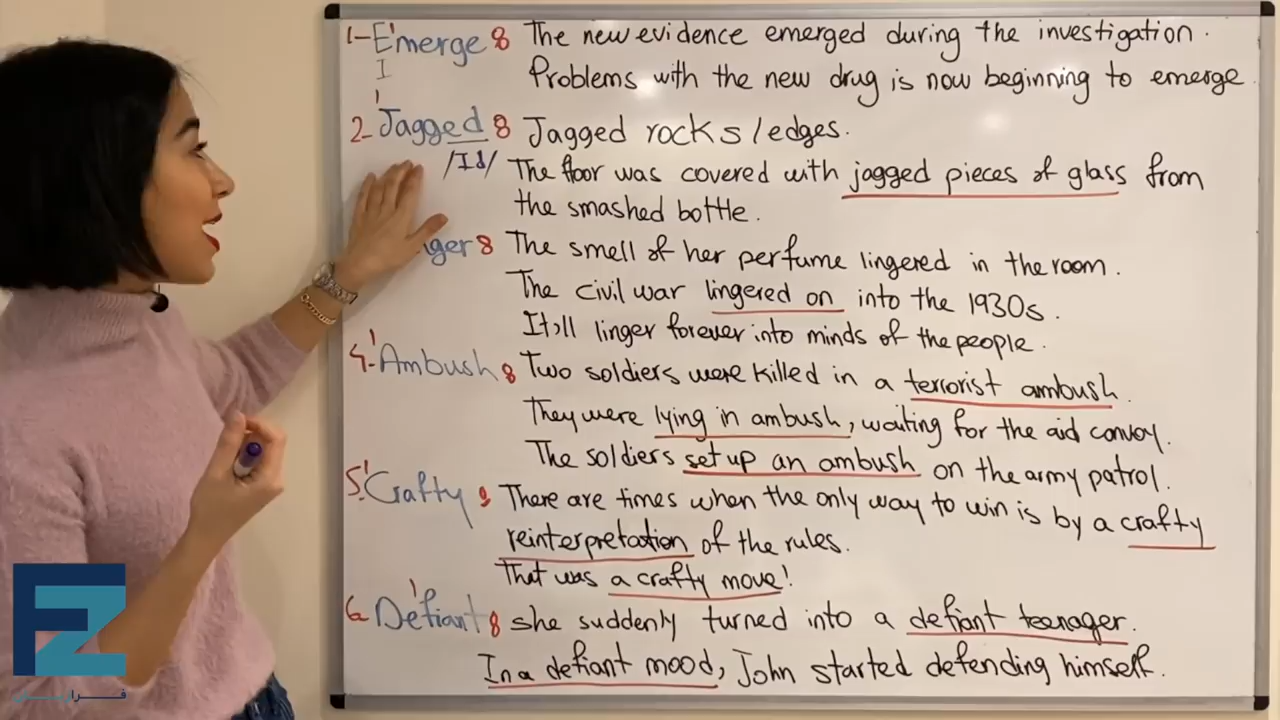 1- Emerge 8 The new evidence emerged during the investigation.
I Problems with the new drug is now beginning to emerge
2- Jagged 8 Jagged rocks/edges.
/Id/ The floor was covered with jagged pieces of glass from
the smashed bottle.
nger 8 The smell of her perfume lingered in the room.
The civil war lingered on into the 1930s.
It'll linger forever into minds of the people.
4- Ambush 8 Two soldiers were killed in a terrorist ambush.
They were lying in ambush, waiting for the aid convoy.
The soldiers set up an ambush on the army patrol.
5. Crafty 8 There are times when the only way to win is by a crafty
reinterpretation of the rules.
That was a crafty move!
6 Defiant 8 she suddenly turned into a defiant teenager.
In a defiant mood, John started defending himself.
FZ